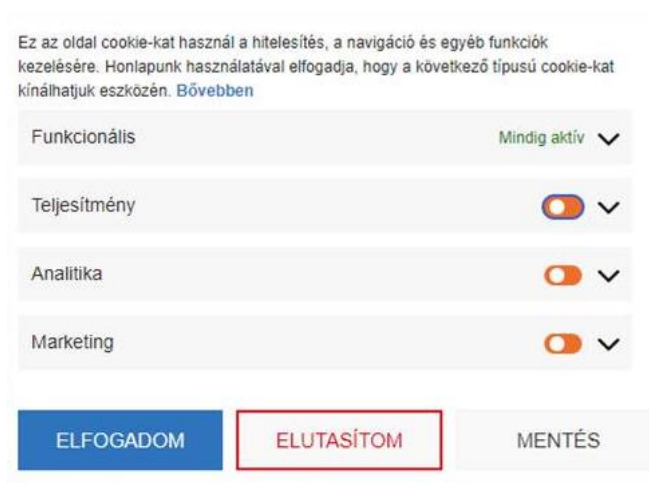 Ez az oldal cookie-kat használ a hitelesítés, a navigáció és egyéb funkciók
kezelésére. Honlapunk használatával elfogadja, hogy a következő típusú cookie-kat
kínálhatjuk eszközén. Bővebben
Funkcionális Mindig aktív
Teljesítmény
Analitika
Marketing
ELFOGADOM ELUTASÍTOM MENTÉS